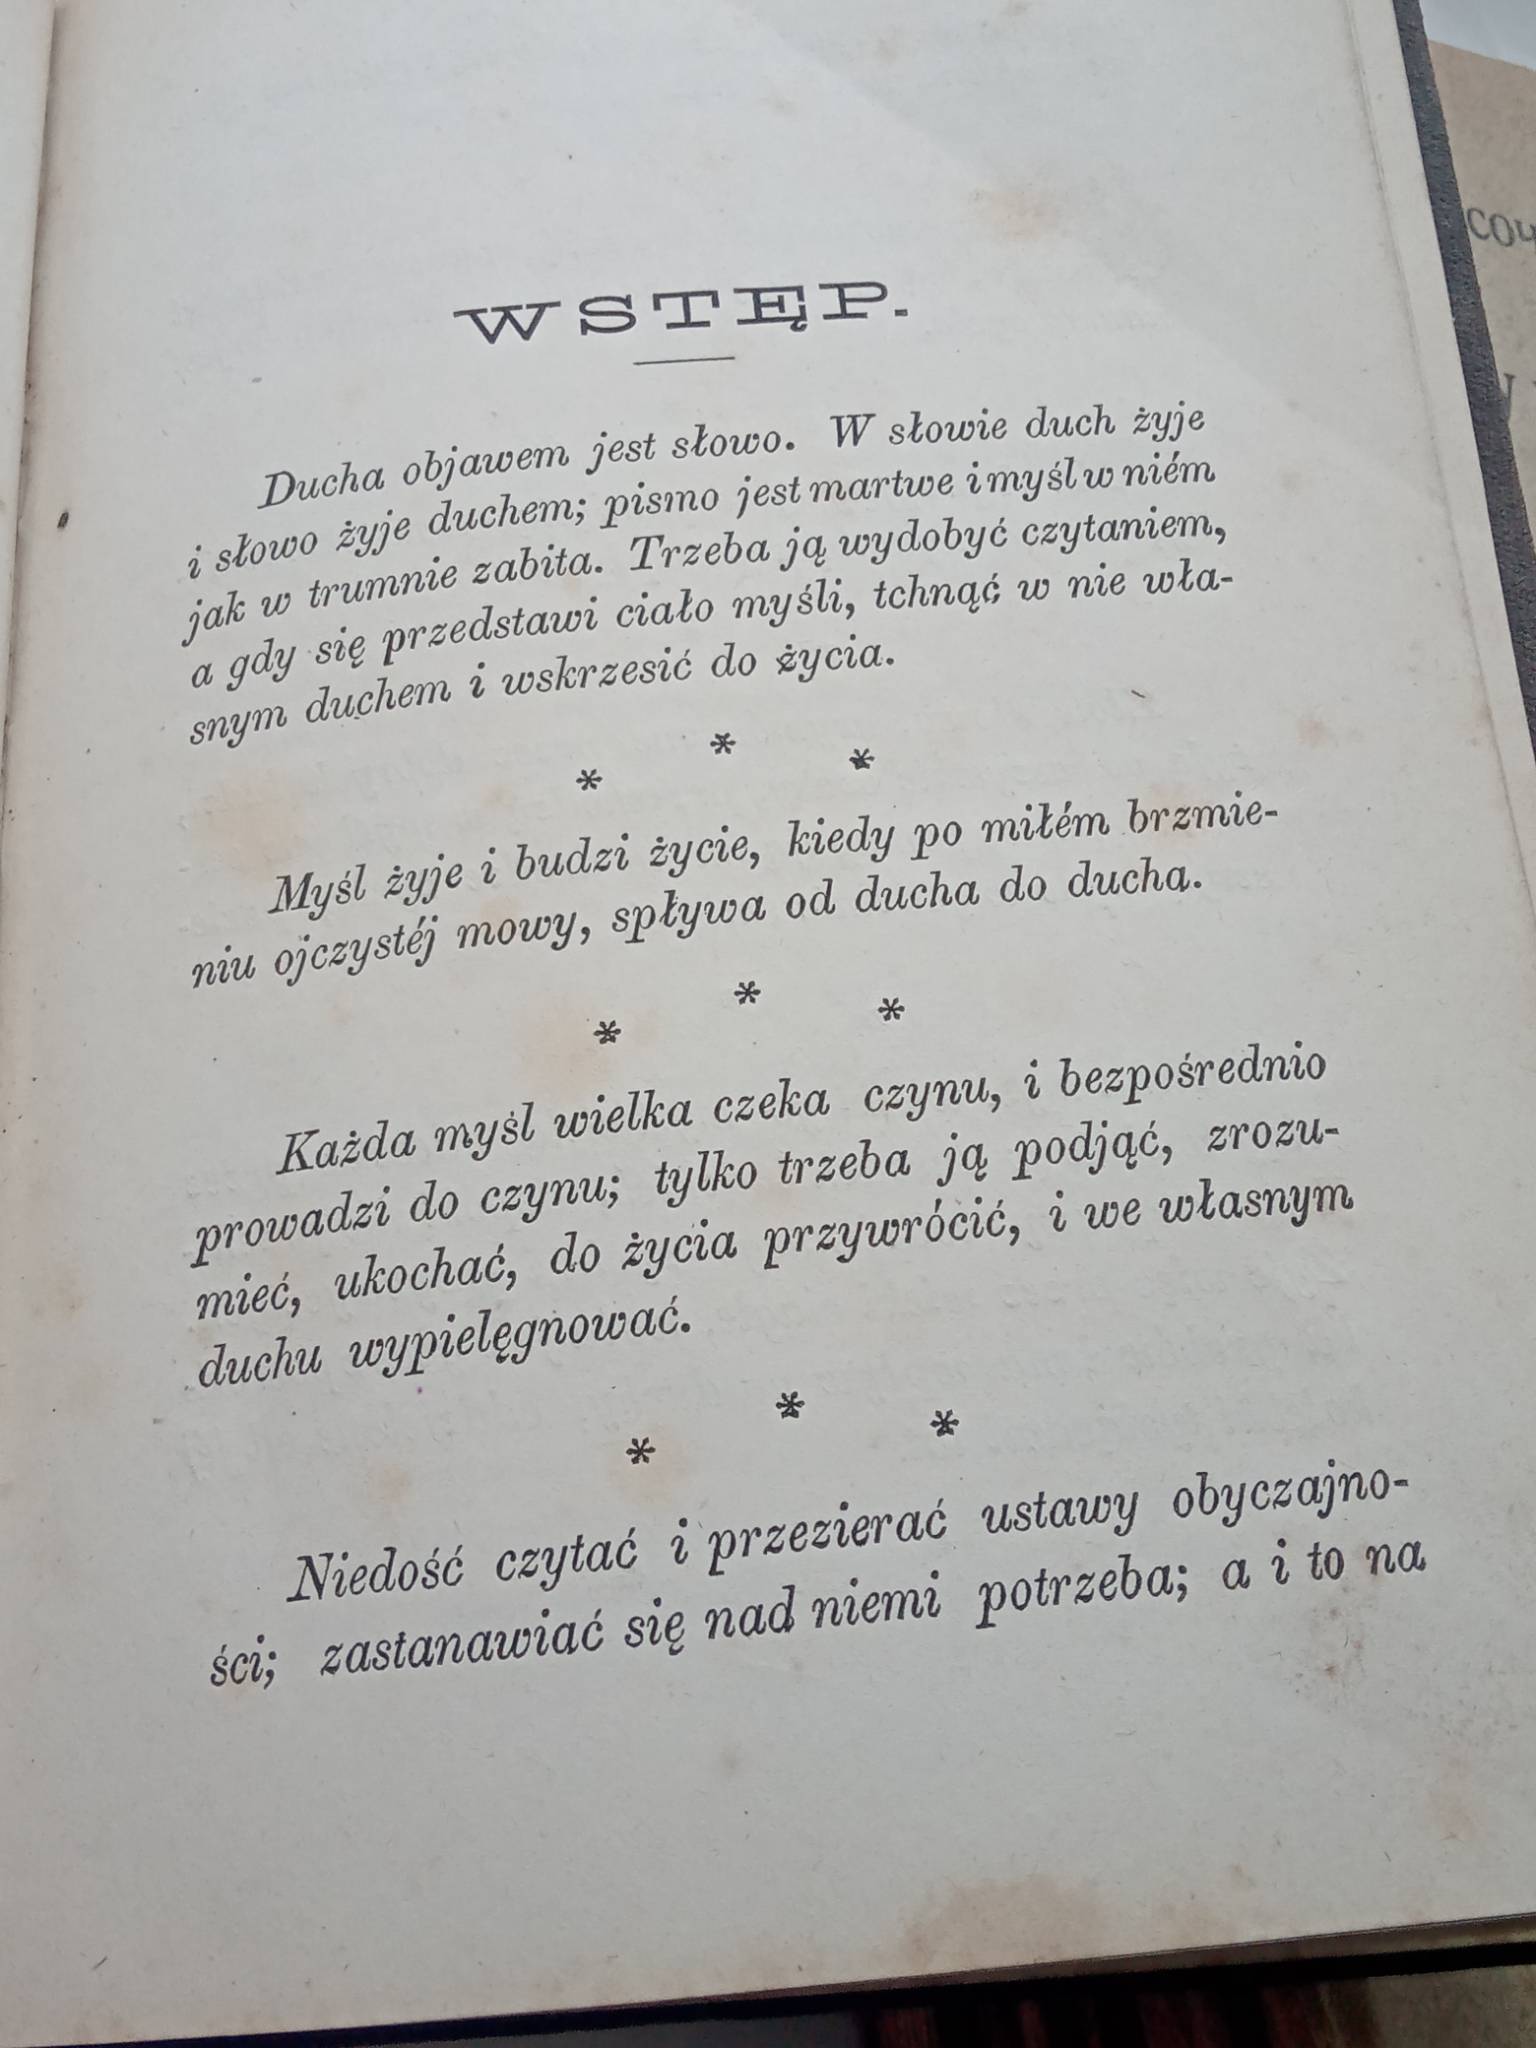 WSTĘP.
Ducha objawem jest słowo. W słowie duch żyje
i słowo żyje duchem; pismo jest martwe i myśl w niém
jak w trumnie zabita. Trzeba ją wydobyć czytaniem,
a gdy się przedstawi ciało myśli, tchnąć w nie wła-
snym duchem i wskrzesić do życia.
* * *
Myśl żyje i budzi życie, kiedy po miłém brzmie-
niu ojczystéj mowy, spływa od ducha do ducha.
* * *
Każda myśl wielka czeka czynu, i bezpośrednio
prowadzi do czynu; tylko trzeba ją podjąć, zrozu-
mieć, ukochać, do życia przywrócić, i we własnym
duchu wypielęgnować.
* * *
Niedość czytać i przezierać ustawy obyczajno-
ści; zastanawiać się nad niemi potrzeba; a i to na